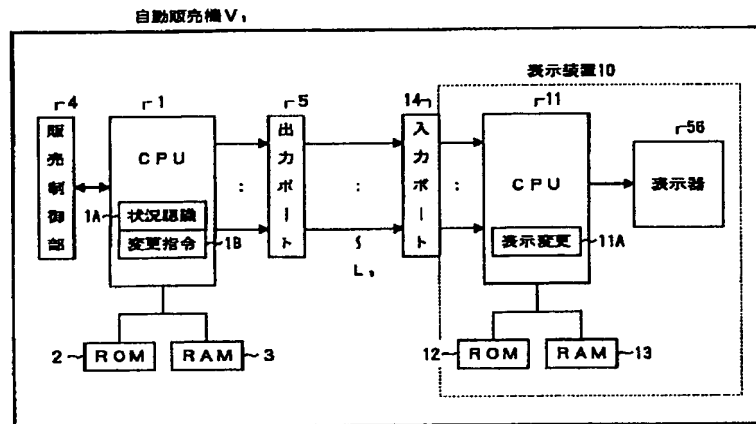 自動販売機V₁
表示装置10
4
1
5
14
11
56
販売制御部
CPU
出力ポート
入力ポート
CPU
表示器
:
:
:
1A
状況認識
変更指令
1B
表示変更
11A
L₁
2
ROM
RAM
3
12
ROM
RAM
13